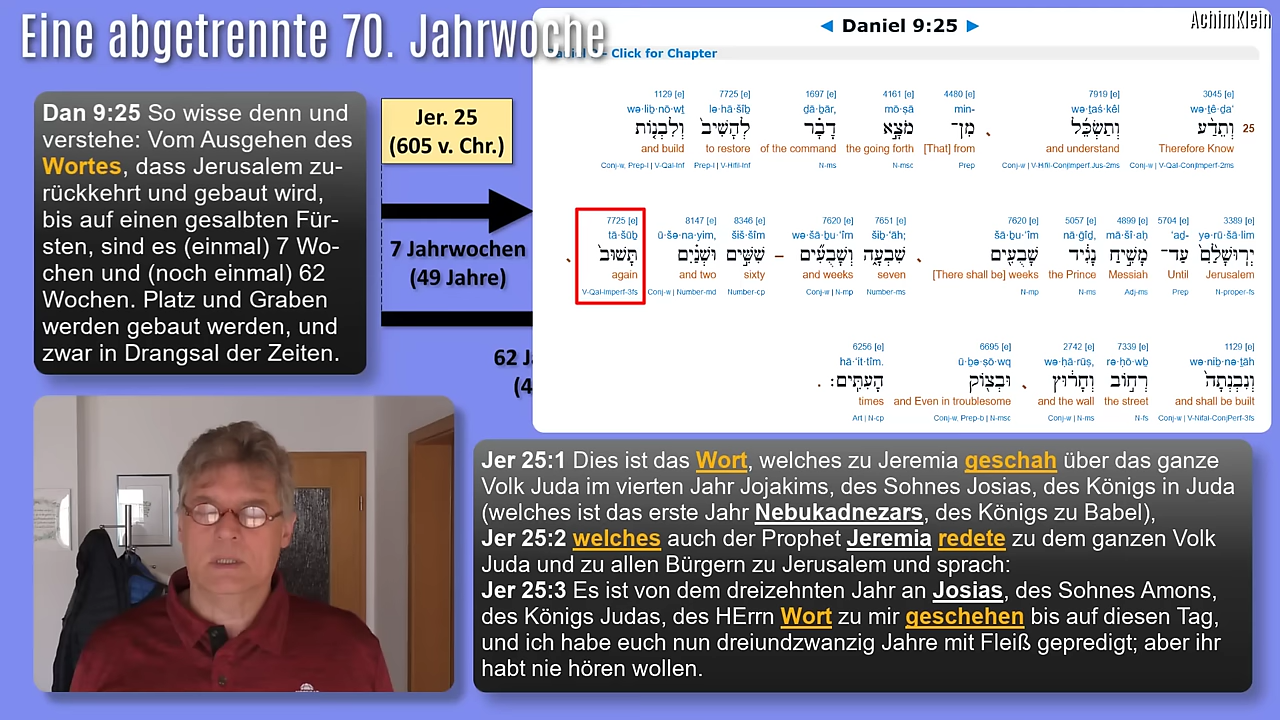 Eine abgetrennte 70. Jahrwoche
AchimKlein
Dan 9:25 So wisse denn und
verstehe: Vom Ausgehen des
Wortes, dass Jerusalem zu-
rückkehrt und gebaut wird,
bis auf einen gesalbten Für-
sten, sind es (einmal) 7 Wo-
chen und (noch einmal) 62
Wochen. Platz und Graben
werden gebaut werden, und
zwar in Drangsal der Zeiten.
Jer. 25
(605 v. Chr.)
7 Jahrwochen
(49 Jahre)
62 J
(4
◄ Daniel 9:25 ►
Click for Chapter
1129 [e] 7725 [e] 1697 [e] 4161 [e] 4480 [e] 7919 [e] 3045 [e]
wə·liḇ·nō·wṯ lə·hā·šîḇ ḏā·ḇār, mō·ṣā min- wə·ṯaś·kêl wə·ṯê·ḏa‘
25 וְתֵדַ֨ע וְתַשְׂכֵּ֜ל 、 מִן־ מֹצָ֣א דָבָ֗ר לְהָשִׁיב֙ וְלִבְנ֤וֹת
and build to restore of the command the going forth [That] from and understand Therefore Know
Conj-w, Prep-l | V-Qal-Inf Prep-l | V-Hifil-Inf N-ms N-msc Prep Conj-w | V-Hifil-ConjImperf.Jus-2ms Conj-w | V-Qal-ConjImperf-2ms
7725 [e] 8147 [e] 8346 [e] 7620 [e] 7651 [e] 7620 [e] 5057 [e] 4899 [e] 5704 [e] 3389 [e]
tā·šūḇ ū·šə·na·yim, šiš·šîm wə·šā·ḇu·‘îm šiḇ·‘āh; šā·ḇu·‘îm nā·ḡîḏ, mā·šî·aḥ ‘aḏ- yə·rū·šā·lim
יְרֽוּשָׁלִַ֙ם֙ עַד־ מָשִׁ֣יחַ נָגִ֔יד שָׁבֻעִ֖ים 、 שִׁבְעָ֑ה וְשָׁבֻעִ֞ים – שִׁשִּׁ֣ים וּשְׁנַ֗יִם תָּשׁוּב֙ 、
again and two sixty and weeks seven [There shall be] weeks the Prince Messiah Until Jerusalem
V-Qal-Imperf-3fs Conj-w | Number-md Number-cp Conj-w | N-mp Number-ms N-mp N-ms Adj-ms Prep N-proper-fs
6256 [e] 6695 [e] 2742 [e] 7339 [e] 1129 [e]
hā·‘it·tîm. ū·ḇə·ṣō·wq wə·ḥā·rūṣ, rə·ḥō·wḇ wə·niḇ·nə·ṯāh
וְנִבְנְתָה֙ רְח֣וֹב וְחָר֔וּץ 、 וּבְצ֖וֹק הָעִתִּֽים׃ .
times and Even in troublesome and the wall the street and shall be built
Art | N-cp Conj-w, Prep-b | N-msc Conj-w | N-ms N-fs Conj-w | V-Nifal-ConjPerf-3fs
Jer 25:1 Dies ist das Wort, welches zu Jeremia geschah über das ganze
Volk Juda im vierten Jahr Jojakims, des Sohnes Josias, des Königs in Juda
(welches ist das erste Jahr Nebukadnezars, des Königs zu Babel),
Jer 25:2 welches auch der Prophet Jeremia redete zu dem ganzen Volk
Juda und zu allen Bürgern zu Jerusalem und sprach:
Jer 25:3 Es ist von dem dreizehnten Jahr an Josias, des Sohnes Amons,
des Königs Judas, des HErrn Wort zu mir geschehen bis auf diesen Tag,
und ich habe euch nun dreiundzwanzig Jahre mit Fleiß gepredigt; aber ihr
habt nie hören wollen.